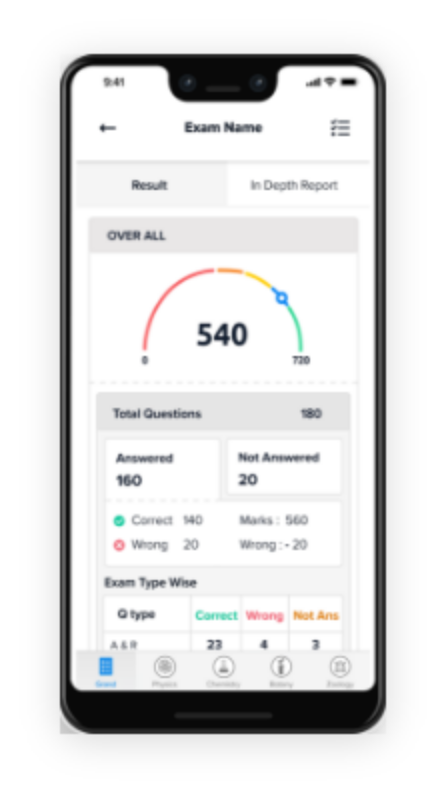 9:41
Exam Name
Result In Depth Report
OVER ALL
540
0 720
Total Questions 180
Answered Not Answered
160 20
Correct 140 Marks : 560
Wrong 20 Wrong : - 20
Exam Type Wise
Q type Correct Wrong Not Ans
A & R 23 4 3
Grand Physics Chemistry Botany Zoology